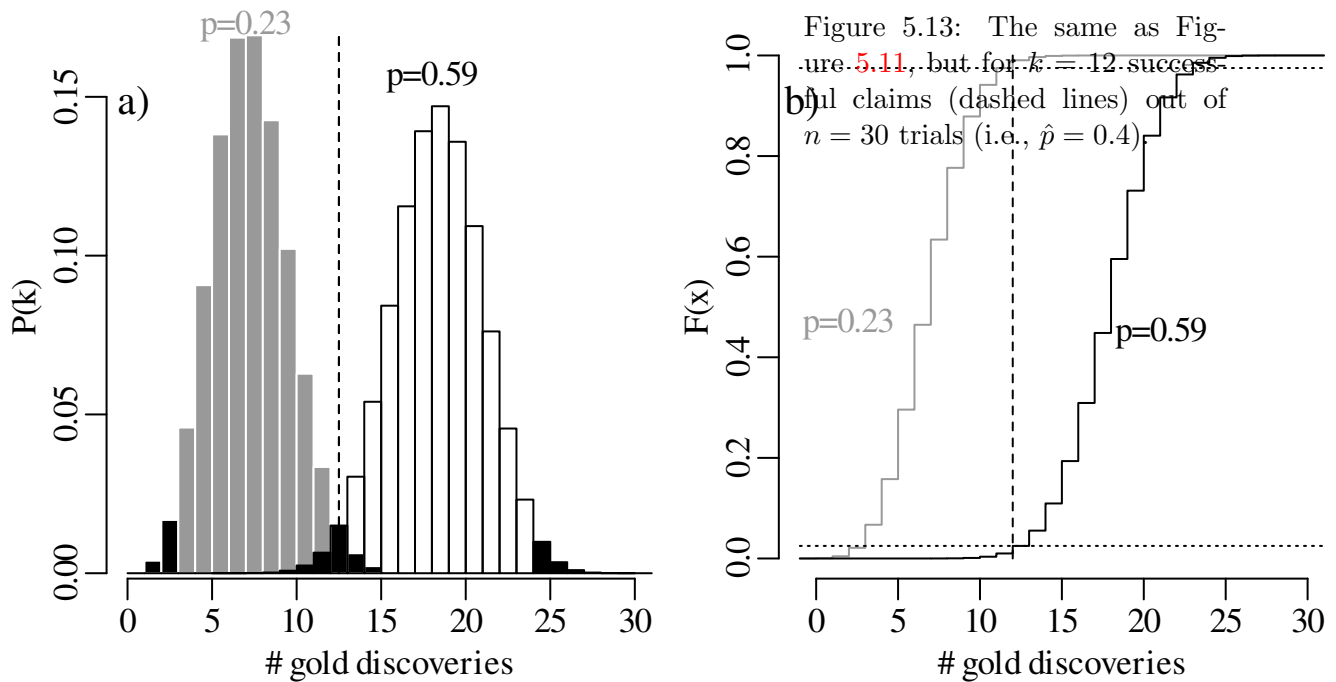 p=0.23
p=0.59
a)
0.15
0.10
0.05
0.00
P(k)
0 5 10 15 20 25 30
# gold discoveries
Figure 5.13: The same as Fig-
ure 5.11, but for k = 12 success-
ful claims (dashed lines) out of
n = 30 trials (i.e., p̂ = 0.4).
b)
1.0
0.8
0.6
0.4
0.2
0.0
F(x)
p=0.23
p=0.59
0 5 10 15 20 25 30
# gold discoveries